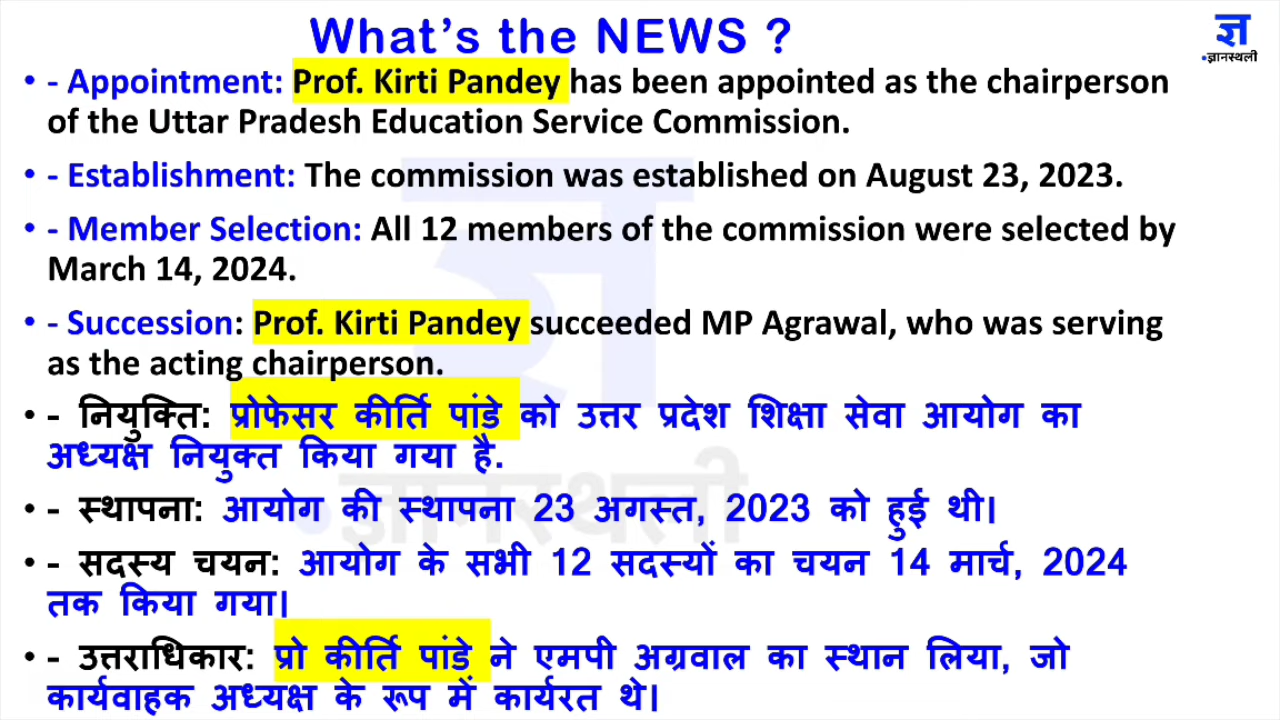 What's the NEWS ?
ज्ञ
ज्ञानस्थली
• - Appointment: Prof. Kirti Pandey has been appointed as the chairperson
of the Uttar Pradesh Education Service Commission.
• - Establishment: The commission was established on August 23, 2023.
• - Member Selection: All 12 members of the commission were selected by
March 14, 2024.
• - Succession: Prof. Kirti Pandey succeeded MP Agrawal, who was serving
as the acting chairperson.
• - नियुक्ति: प्रोफेसर कीर्ति पांडे को उत्तर प्रदेश शिक्षा सेवा आयोग का
अध्यक्ष नियुक्त किया गया है.
• - स्थापना: आयोग की स्थापना 23 अगस्त, 2023 को हुई थी।
• - सदस्य चयन: आयोग के सभी 12 सदस्यों का चयन 14 मार्च, 2024
तक किया गया।
• - उत्तराधिकार: प्रो कीर्ति पांडे ने एमपी अग्रवाल का स्थान लिया, जो
कार्यवाहक अध्यक्ष के रूप में कार्यरत थे।
ज्ञ
ज्ञानस्थली